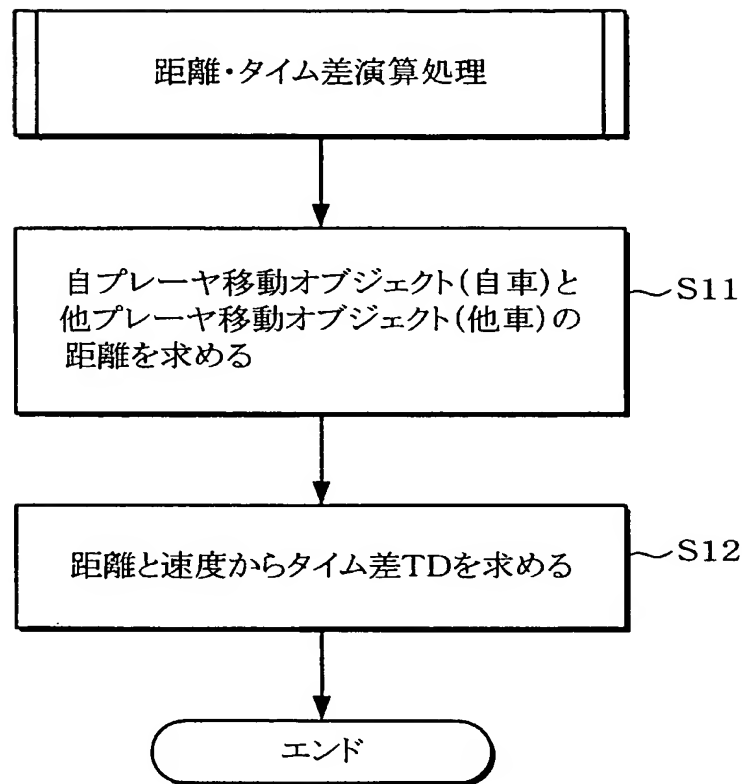 距離・タイム差演算処理
自プレーヤ移動オブジェクト(自車)と
他プレーヤ移動オブジェクト(他車)の
距離を求める
S11
距離と速度からタイム差TDを求める
S12
エンド